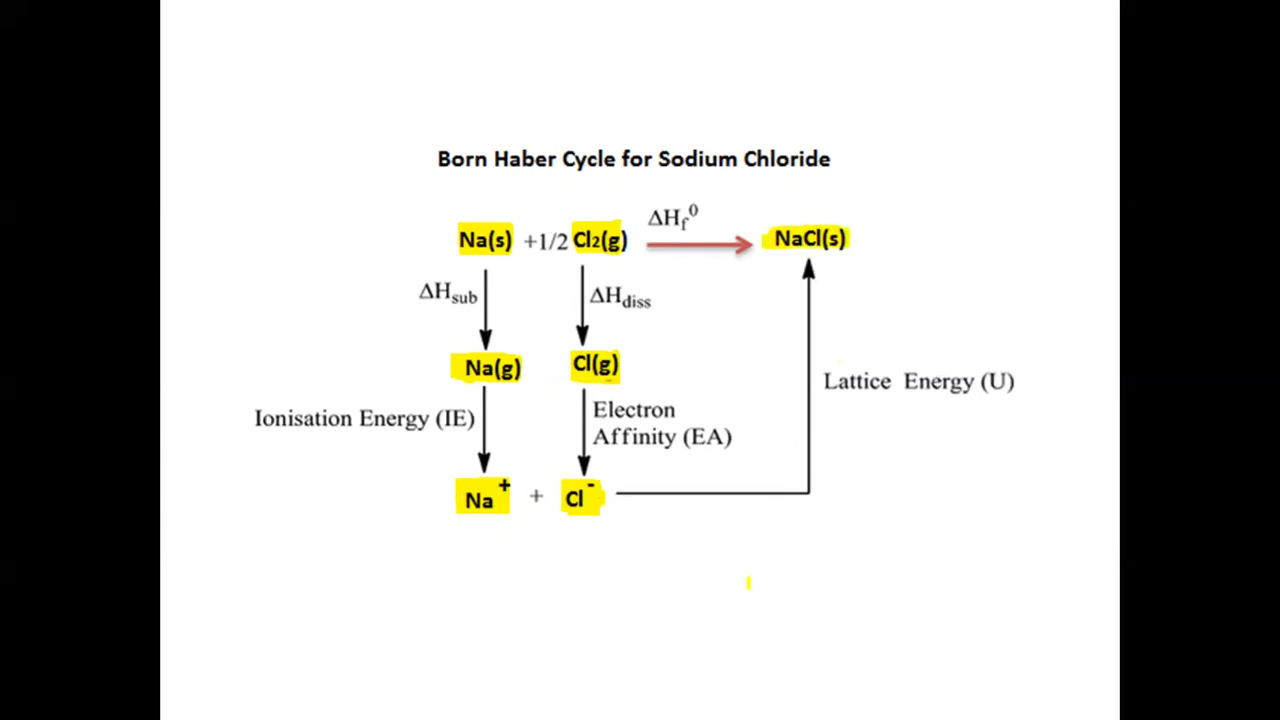 Born Haber Cycle for Sodium Chloride
Na(s) +1/2 Cl₂(g) ΔHf⁰ NaCl(s)
ΔHsub ΔHdiss
Na(g) Cl(g)
Lattice Energy (U)
Ionisation Energy (IE)
Electron
Affinity (EA)
Na⁺ + Cl⁻